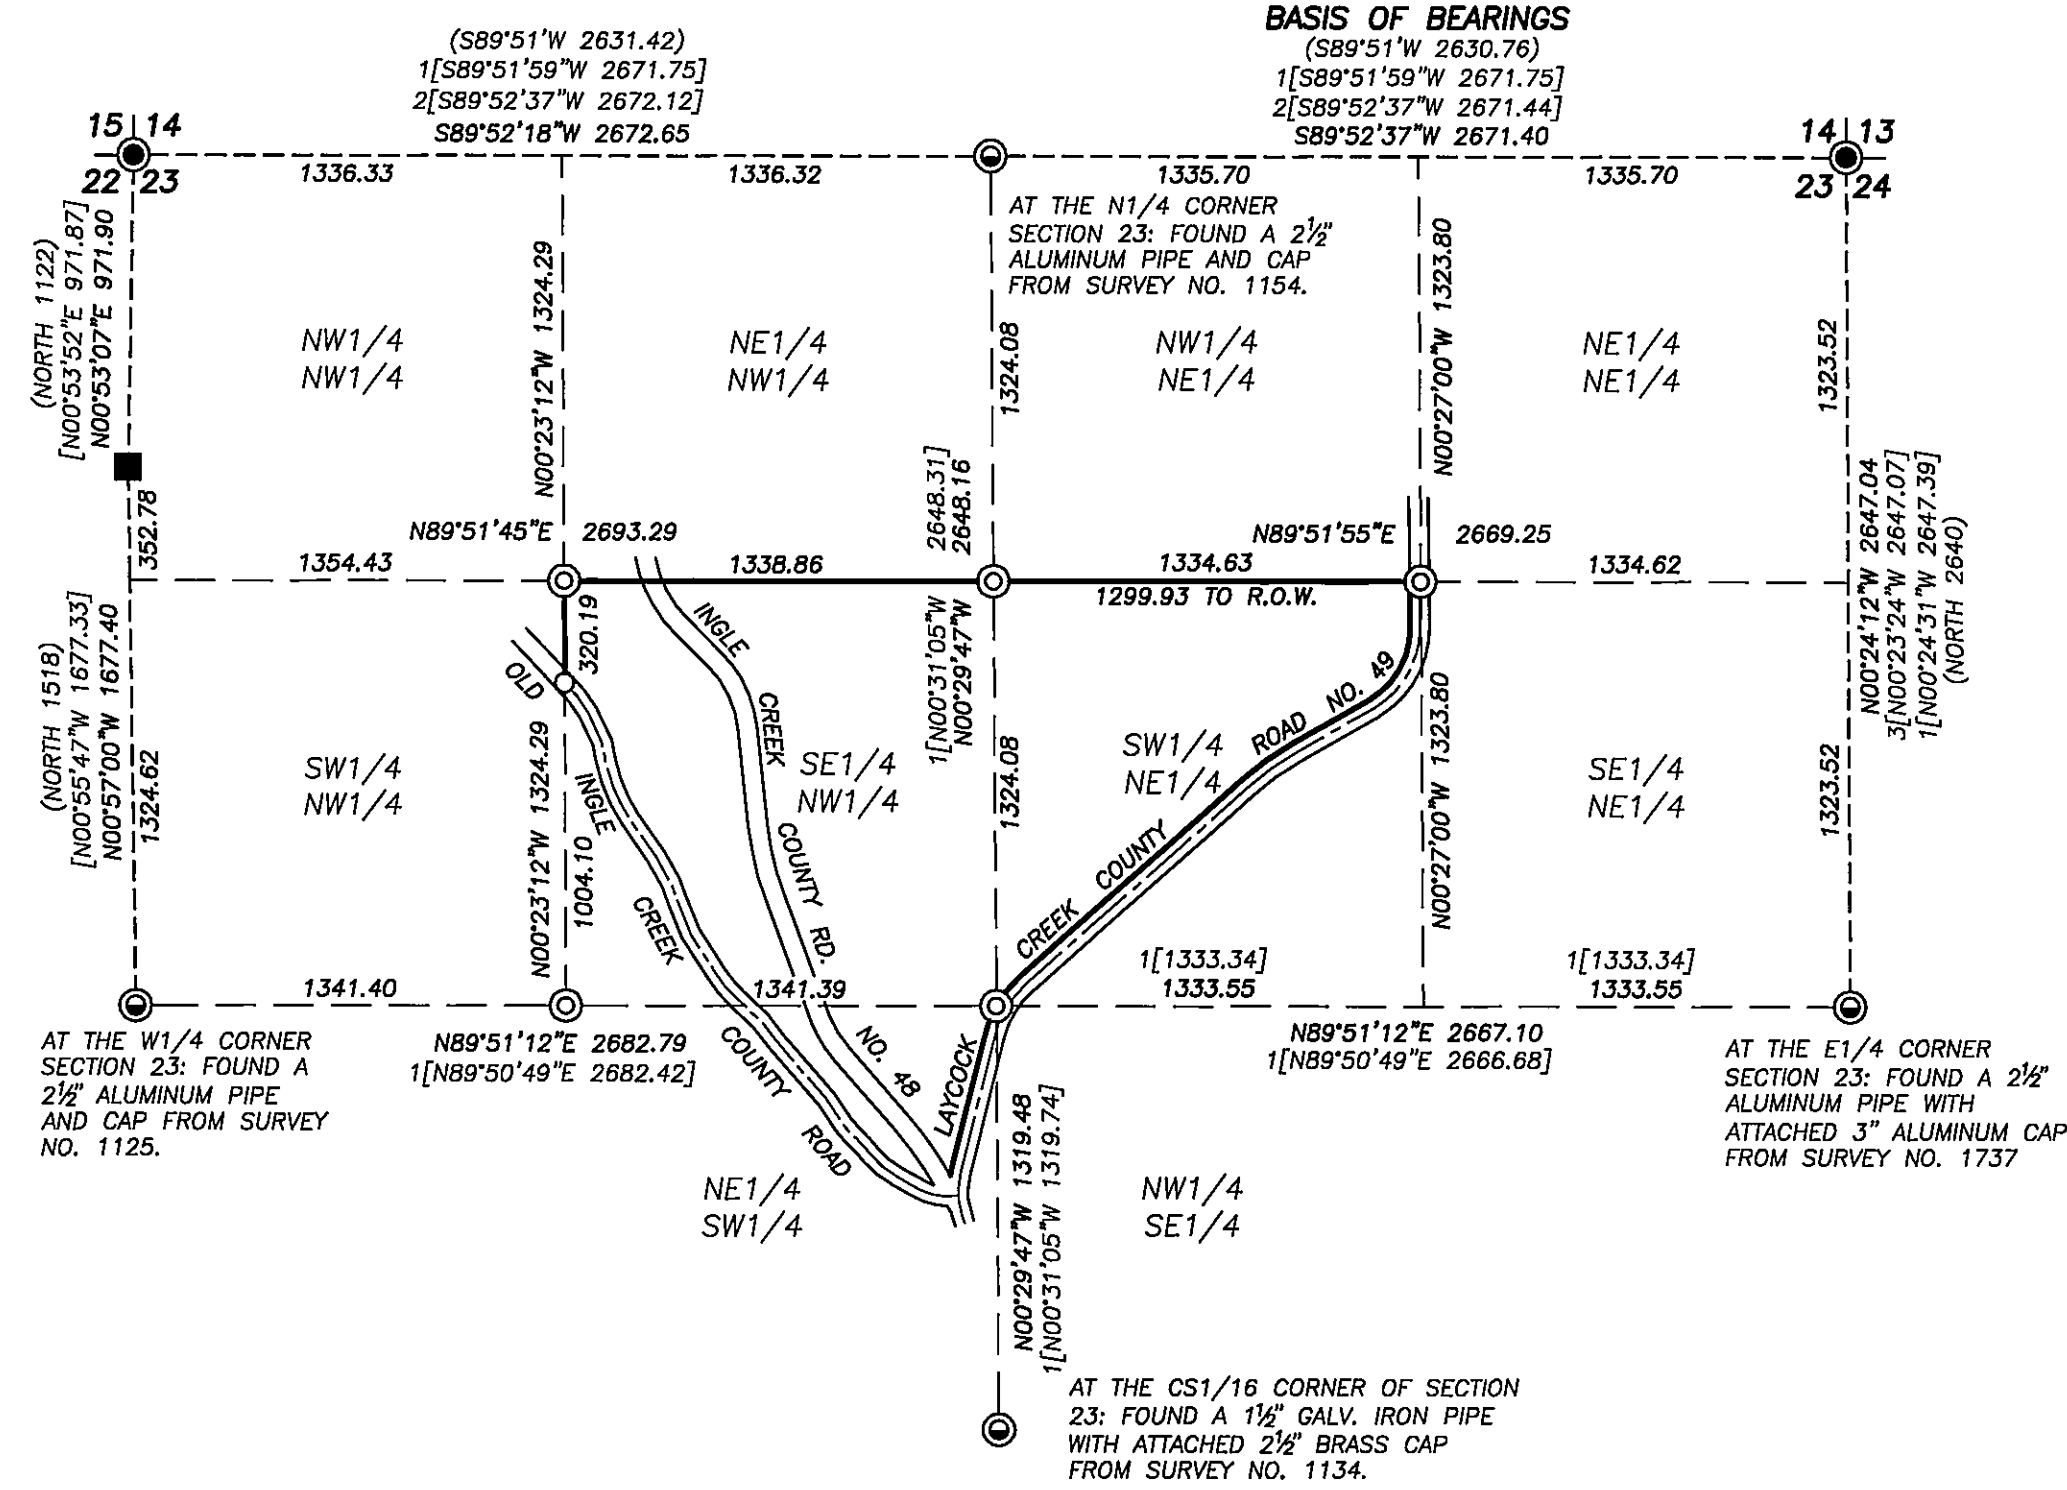 BASIS OF BEARINGS
(S89°51'W 2631.42)
1[S89°51'59"W 2671.75]
2[S89°52'37"W 2672.12]
S89°52'18"W 2672.65
(S89°51'W 2630.76)
1[S89°51'59"W 2671.75]
2[S89°52'37"W 2671.44]
S89°52'37"W 2671.40
15 14
22 23
14 13
23 24
1336.33
1336.32
1335.70
1335.70
AT THE N1/4 CORNER
SECTION 23: FOUND A 2½"
ALUMINUM PIPE AND CAP
FROM SURVEY NO. 1154.
(NORTH 1122)
[N00°53'52"E 971.87]
N00°53'07"E 971.90
N00°23'12"W 1324.29
1324.08
N00°27'00"W 1323.80
1323.52
NW1/4
NW1/4
NE1/4
NW1/4
NW1/4
NE1/4
NE1/4
NE1/4
352.78
2648.31]
2648.16
1[N00°31'05"W
N00°29'47"W
N00°24'12"W 2647.04
3[N00°23'24"W 2647.07]
1[N00°24'31"W 2647.39]
(NORTH 2640)
N89°51'45"E 2693.29
N89°51'55"E 2669.25
1354.43
1338.86
1334.63
1299.93 TO R.O.W.
1334.62
320.19
OLD
INGLE
CREEK
COUNTY
ROAD
INGLE
CREEK
COUNTY
RD.
NO. 48
LAYCOCK
CREEK
COUNTY
ROAD
NO. 49
(NORTH 1518)
[N00°55'47"W 1677.33]
N00°57'00"W 1677.40
1324.62
N00°23'12"W 1324.29
1004.10
1324.08
N00°27'00"W 1323.80
1323.52
SW1/4
NW1/4
SE1/4
NW1/4
SW1/4
NE1/4
SE1/4
NE1/4
1341.40
1341.39
1[1333.34]
1333.55
1[1333.34]
1333.55
N89°51'12"E 2682.79
1[N89°50'49"E 2682.42]
N89°51'12"E 2667.10
1[N89°50'49"E 2666.68]
AT THE W1/4 CORNER
SECTION 23: FOUND A
2½" ALUMINUM PIPE
AND CAP FROM SURVEY
NO. 1125.
AT THE E1/4 CORNER
SECTION 23: FOUND A 2½"
ALUMINUM PIPE WITH
ATTACHED 3" ALUMINUM CAP
FROM SURVEY NO. 1737
NE1/4
SW1/4
NW1/4
SE1/4
N00°29'47"W 1319.48
1[N00°31'05"W 1319.74]
AT THE CS1/16 CORNER OF SECTION
23: FOUND A 1½" GALV. IRON PIPE
WITH ATTACHED 2½" BRASS CAP
FROM SURVEY NO. 1134.